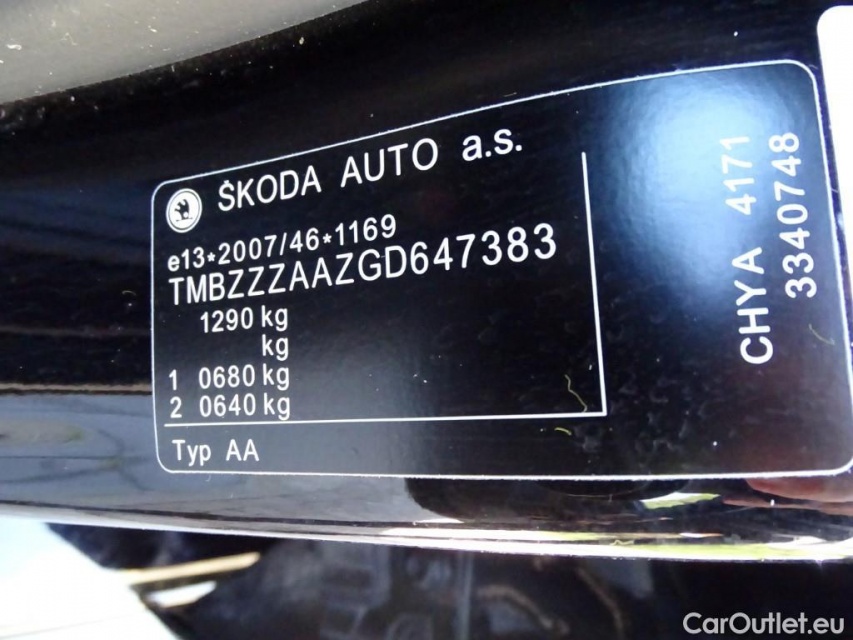 ŠKODA AUTO a.s.
e13*2007/46*1169
TMBZZZAAZGD647383
1290 kg
kg
1 0680 kg
2 0640 kg
Typ AA
CHYA 4171
3340748
CarOutlet.eu